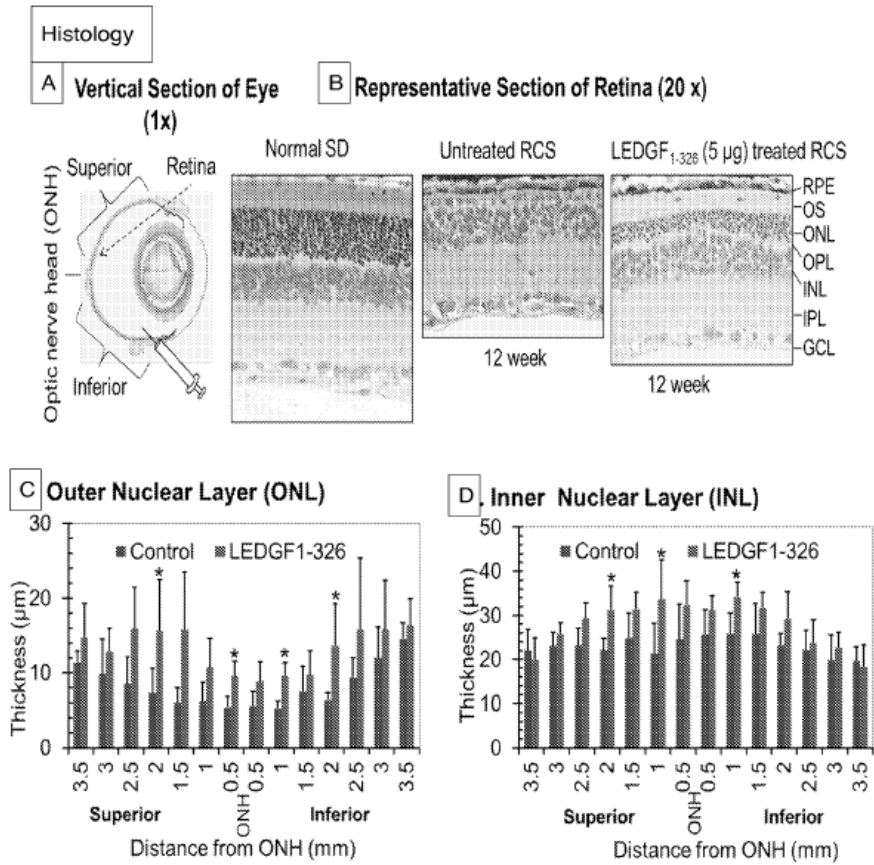 Histology
A Vertical Section of Eye
(1x)
B Representative Section of Retina (20 x)
Superior
Retina
Optic nerve head (ONH)
Inferior
Normal SD
Untreated RCS
LEDGF1-326 (5 µg) treated RCS
RPE
OS
ONL
OPL
INL
IPL
GCL
12 week
12 week
C Outer Nuclear Layer (ONL)
Thickness (µm)
30
20
10
0
Control LEDGF1-326
* * * *
3.5 3 2.5 2 1.5 1 0.5 0.5 1 1.5 2 2.5 3 3.5
Superior ONH Inferior
Distance from ONH (mm)
D . Inner Nuclear Layer (INL)
Thickness (µm)
50
40
30
20
10
0
Control LEDGF1-326
* * *
3.5 3 2.5 2 1.5 1 0.5 0.5 1 1.5 2 2.5 3 3.5
Superior ONH Inferior
Distance from ONH (mm)